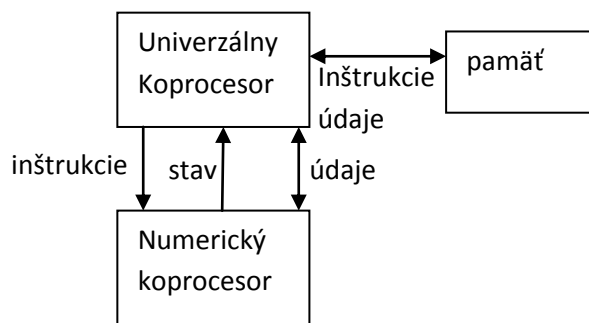 Univerzálny
Koprocesor
Inštrukcie
údaje
pamäť
inštrukcie
stav
údaje
Numerický
koprocesor